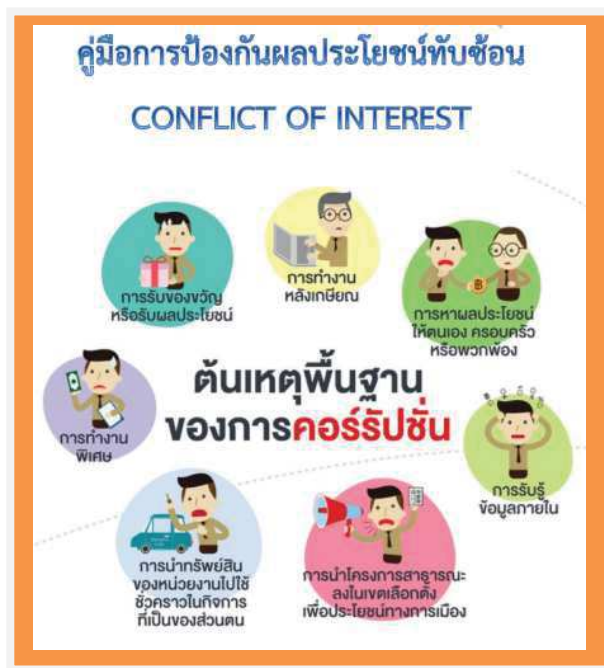 คู่มือการป้องกันผลประโยชน์ทับซ้อน
CONFLICT OF INTEREST
การรับของขวัญ
หรือรับผลประโยชน์
การทำงาน
หลังเกษียณ
การหาผลประโยชน์
ให้ตนเอง ครอบครัว
หรือพวกพ้อง
ต้นเหตุพื้นฐาน
ของการคอร์รัปชั่น
การทำงาน
พิเศษ
การรับรู้
ข้อมูลภายใน
การนำทรัพย์สิน
ของหน่วยงานไปใช้
ชั่วคราวในกิจการ
ที่เป็นของส่วนตน
การนำโครงการสาธารณะ
ลงในเขตเลือกตั้ง
เพื่อประโยชน์ทางการเมือง